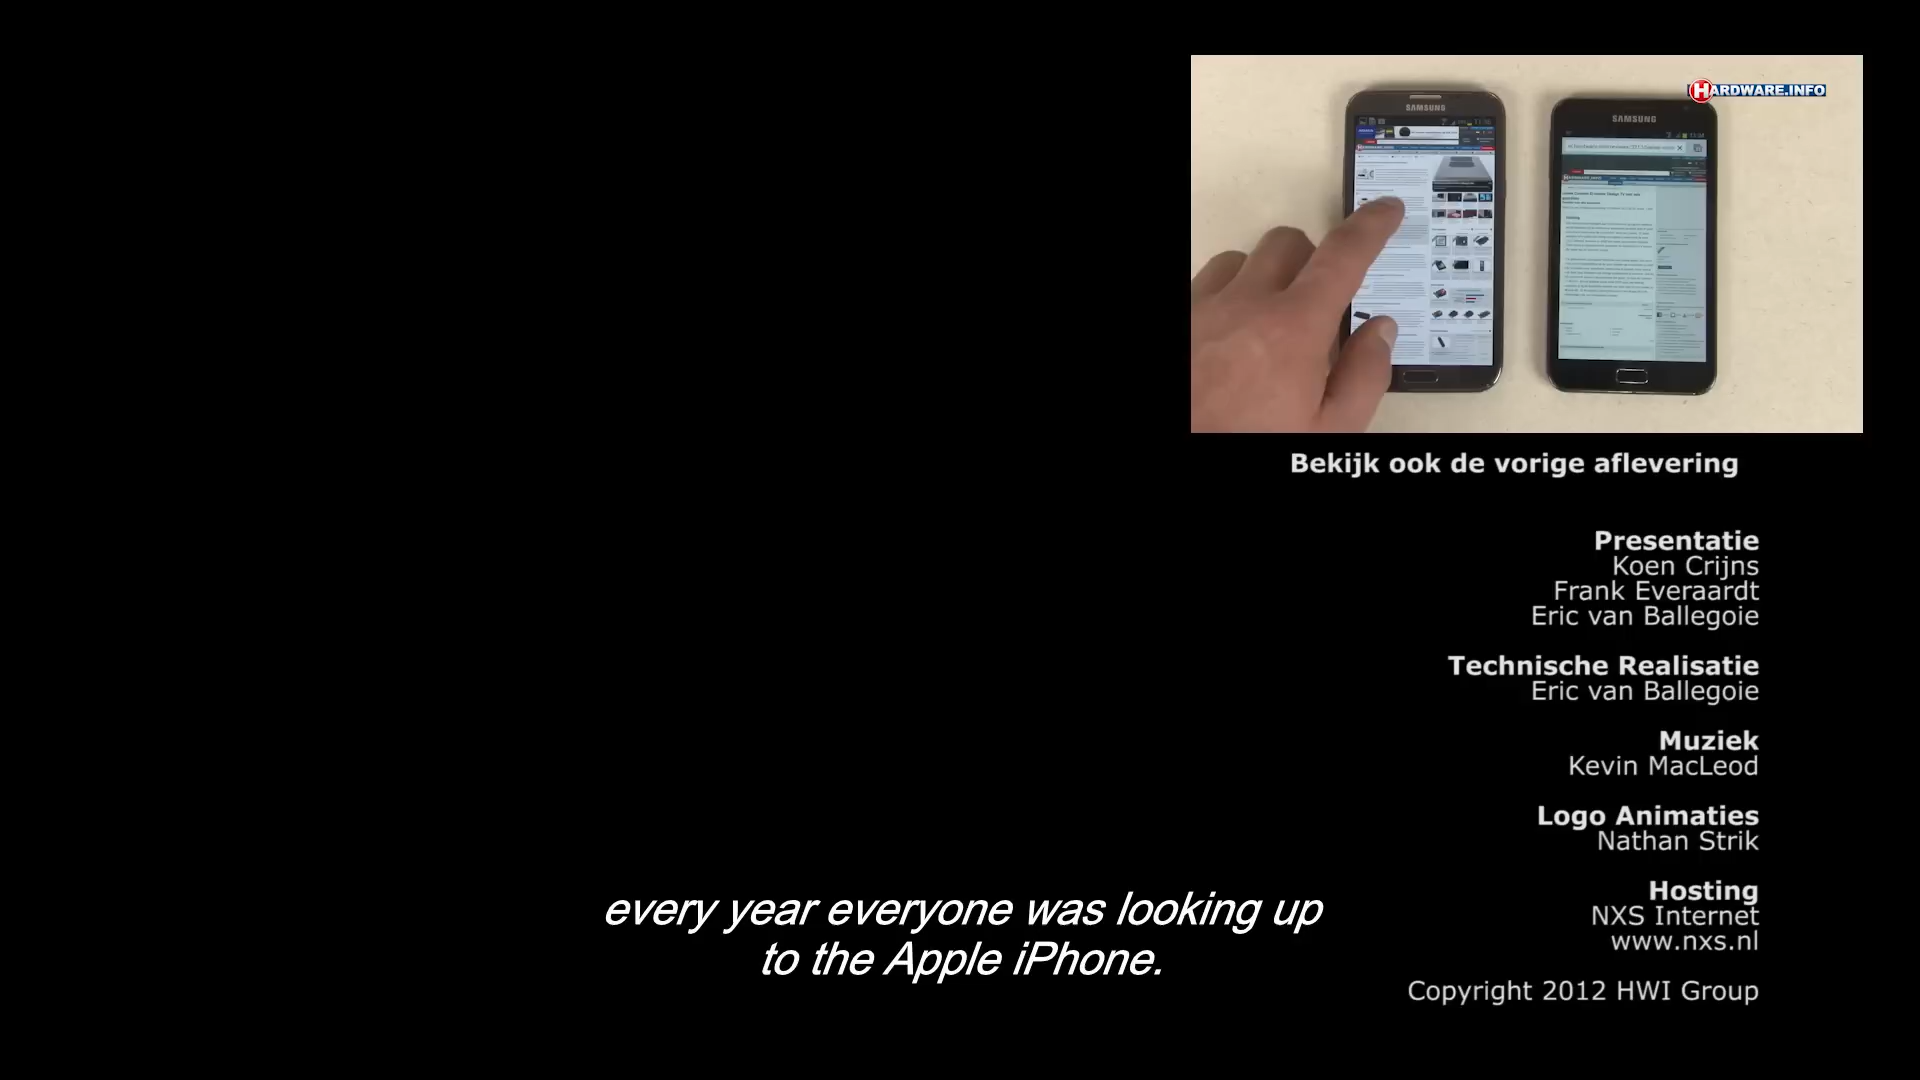 HARDWARE.INFO
SAMSUNG
SAMSUNG
Bekijk ook de vorige aflevering
Presentatie
Koen Crijns
Frank Everaardt
Eric van Ballegoie
Technische Realisatie
Eric van Ballegoie
Muziek
Kevin MacLeod
Logo Animaties
Nathan Strik
Hosting
NXS Internet
www.nxs.nl
Copyright 2012 HWI Group
every year everyone was looking up
to the Apple iPhone.